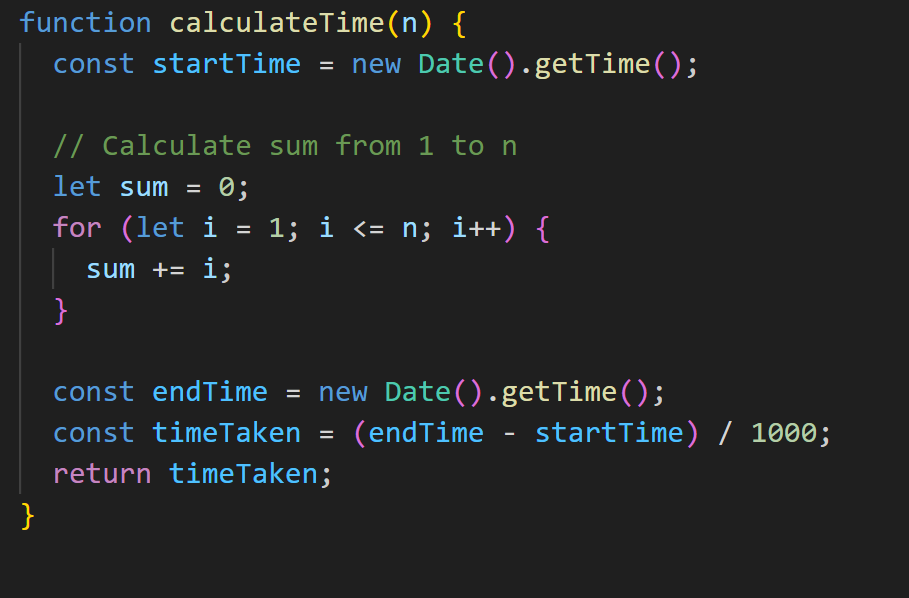 function calculateTime(n) {
  const startTime = new Date().getTime();

  // Calculate sum from 1 to n
  let sum = 0;
  for (let i = 1; i <= n; i++) {
    sum += i;
  }

  const endTime = new Date().getTime();
  const timeTaken = (endTime - startTime) / 1000;
  return timeTaken;
}